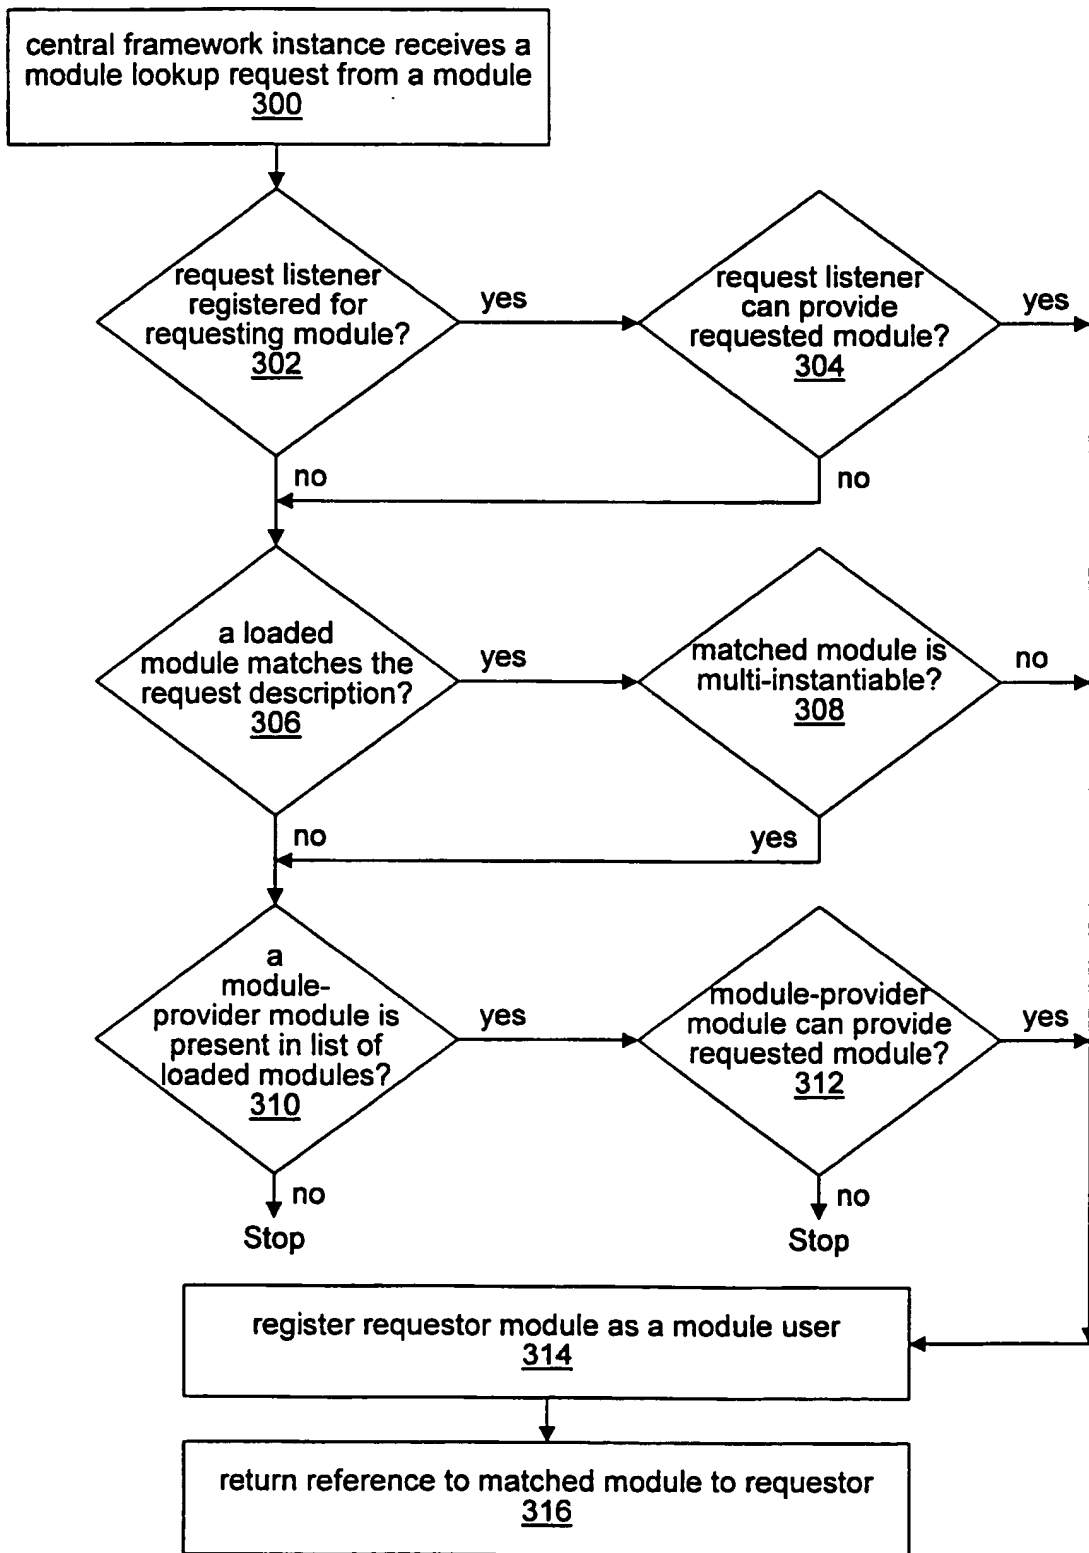 central framework instance receives a
module lookup request from a module
300
request listener
registered for
requesting module?
302
yes
request listener
can provide
requested module?
304
yes
no
no
a loaded
module matches the
request description?
306
yes
matched module is
multi-instantiable?
308
no
no
yes
a
module-
provider module is
present in list of
loaded modules?
310
yes
module-provider
module can provide
requested module?
312
yes
no
Stop
no
Stop
register requestor module as a module user
314
return reference to matched module to requestor
316